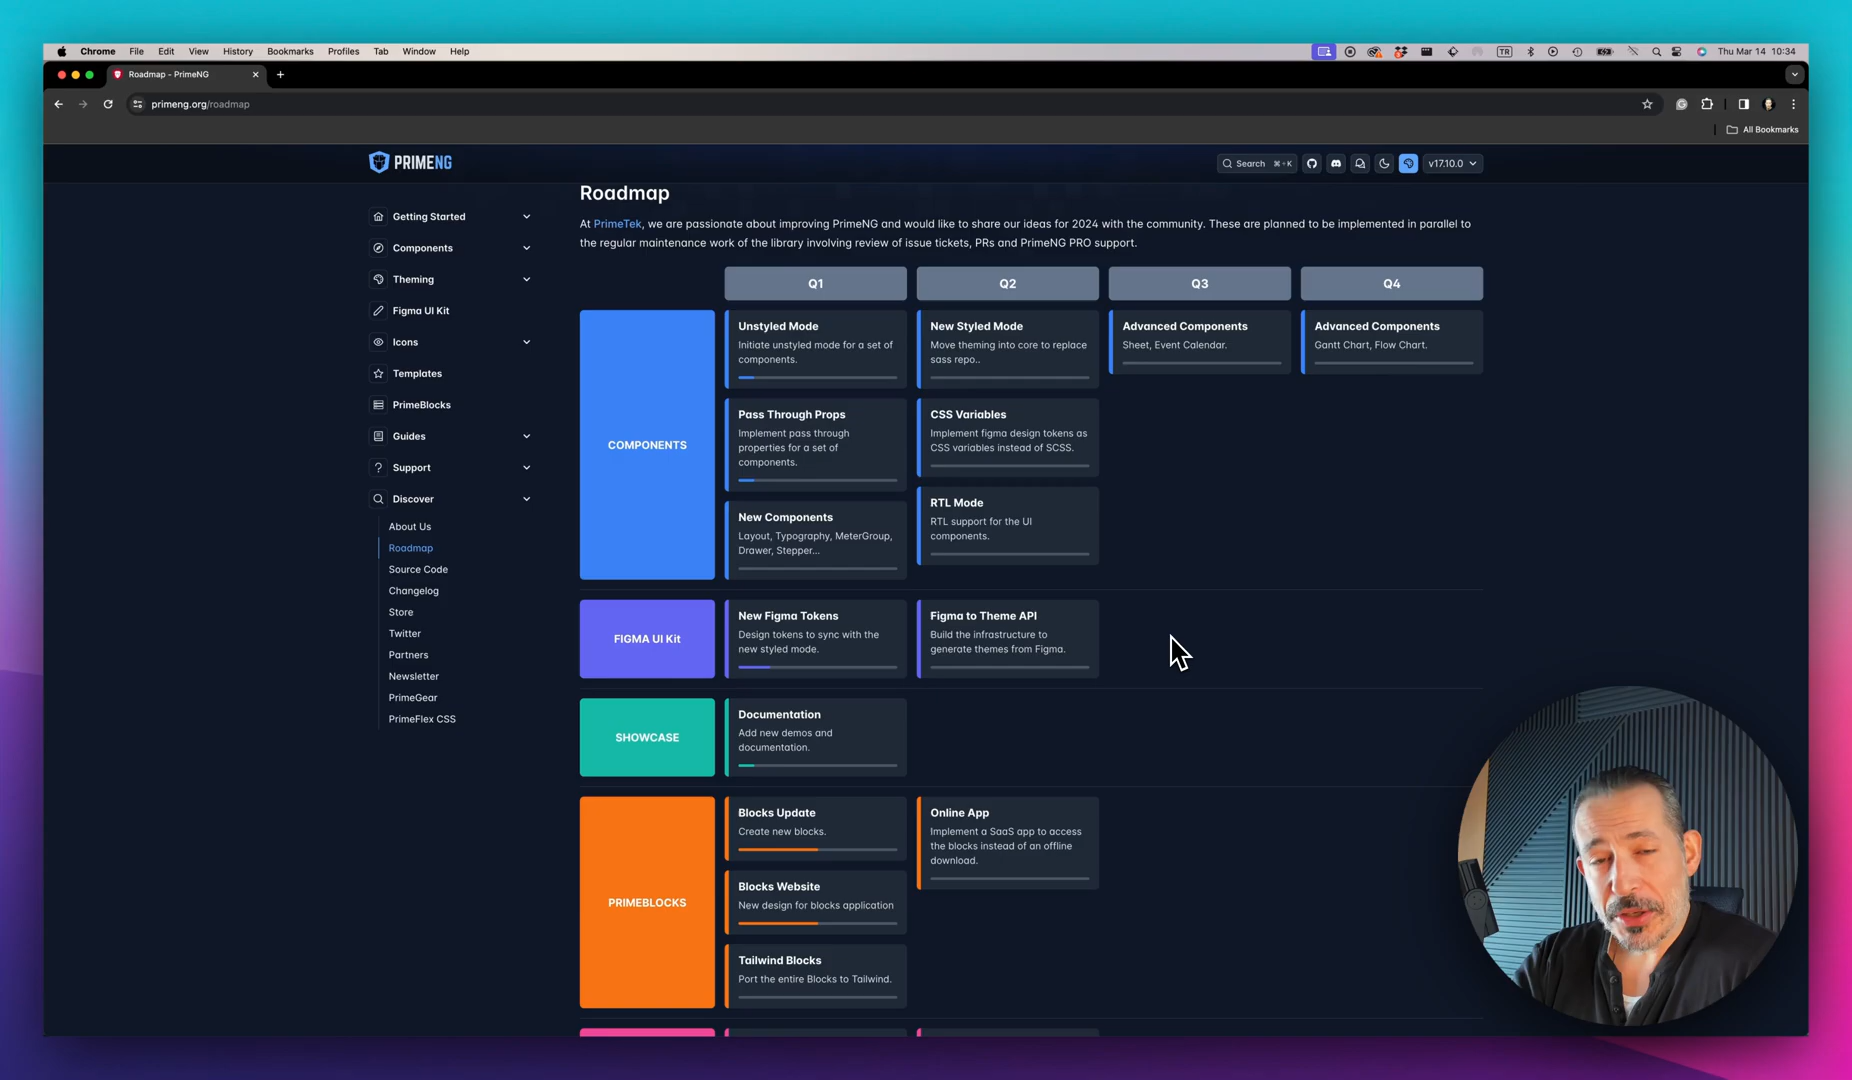 Chrome File Edit View History Bookmarks Profiles Tab Window Help
TR Thu Mar 14 10:34
Roadmap - PrimeNG
primeng.org/roadmap
All Bookmarks
PRIMENG
Search ⌘+K
v17.10.0
Getting Started
Components
Theming
Figma UI Kit
Icons
Templates
PrimeBlocks
Guides
Support
Discover
About Us
Roadmap
Source Code
Changelog
Store
Twitter
Partners
Newsletter
PrimeGear
PrimeFlex CSS
Roadmap
At PrimeTek, we are passionate about improving PrimeNG and would like to share our ideas for 2024 with the community. These are planned to be implemented in parallel to
the regular maintenance work of the library involving review of issue tickets, PRs and PrimeNG PRO support.
Q1 Q2 Q3 Q4
COMPONENTS
Unstyled Mode
Initiate unstyled mode for a set of
components.
Pass Through Props
Implement pass through
properties for a set of
components.
New Components
Layout, Typography, MeterGroup,
Drawer, Stepper...
New Styled Mode
Move theming into core to replace
sass repo..
CSS Variables
Implement figma design tokens as
CSS variables instead of SCSS.
RTL Mode
RTL support for the UI
components.
Advanced Components
Sheet, Event Calendar.
Advanced Components
Gantt Chart, Flow Chart.
FIGMA UI Kit
New Figma Tokens
Design tokens to sync with the
new styled mode.
Figma to Theme API
Build the infrastructure to
generate themes from Figma.
SHOWCASE
Documentation
Add new demos and
documentation.
PRIMEBLOCKS
Blocks Update
Create new blocks.
Blocks Website
New design for blocks application
Tailwind Blocks
Port the entire Blocks to Tailwind.
Online App
Implement a SaaS app to access
the blocks instead of an offline
download.